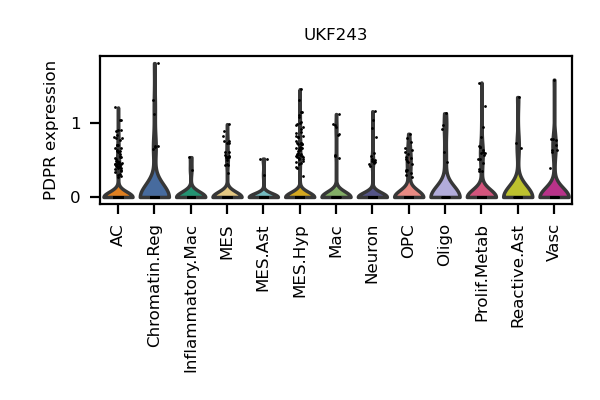 UKF243
PDPR expression
1
0
AC
Chromatin.Reg
Inflammatory.Mac
MES
MES.Ast
MES.Hyp
Mac
Neuron
OPC
Oligo
Prolif.Metab
Reactive.Ast
Vasc